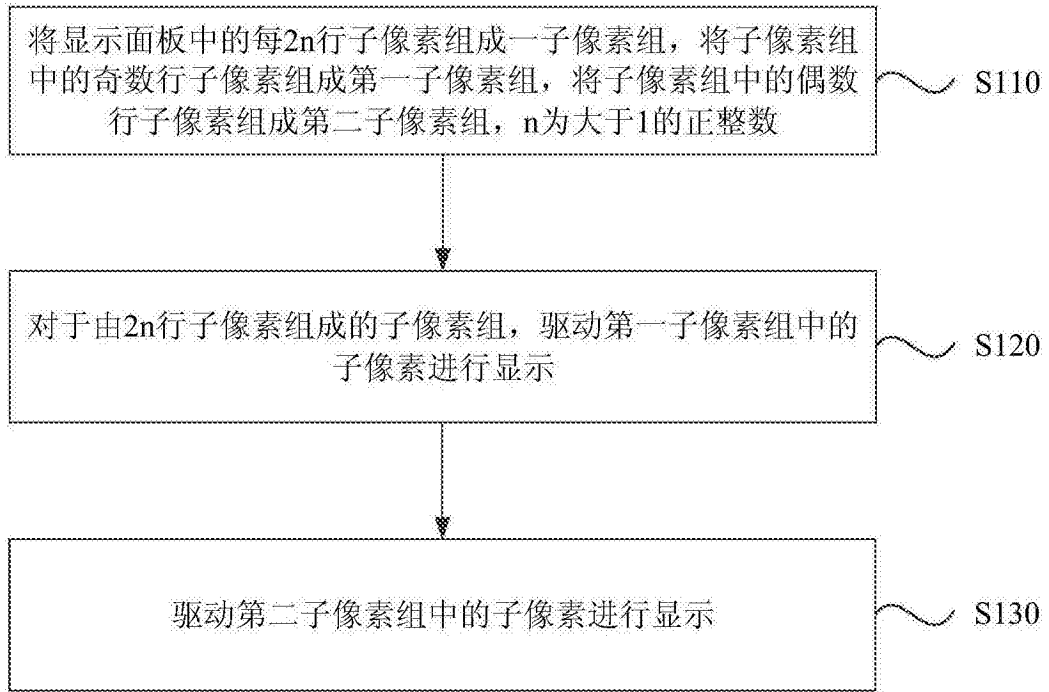 将显示面板中的每2n行子像素组成一子像素组，将子像素组
中的奇数行子像素组成第一子像素组，将子像素组中的偶数
行子像素组成第二子像素组，n为大于1的正整数
S110
对于由2n行子像素组成的子像素组，驱动第一子像素组中的
子像素进行显示
S120
驱动第二子像素组中的子像素进行显示
S130